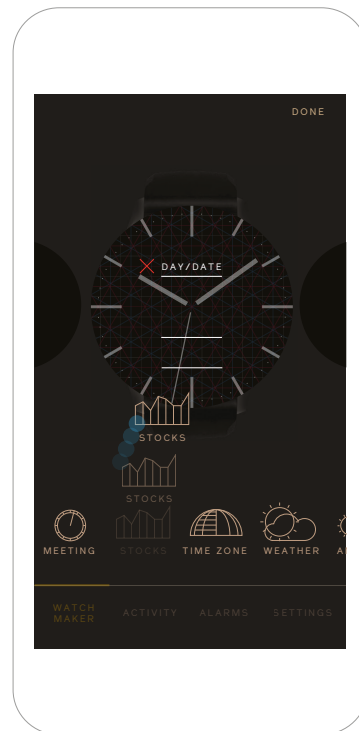 DONE
DAY/DATE
STOCKS
STOCKS
MEETING
STOCKS
TIME ZONE
WEATHER
WATCH
MAKER
ACTIVITY
ALARMS
SETTINGS